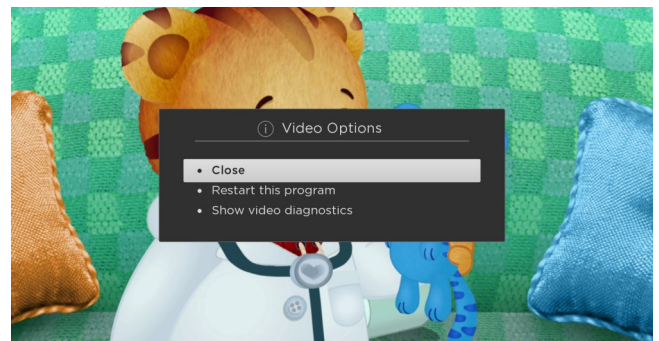 Video Options
Close
Restart this program
Show video diagnostics